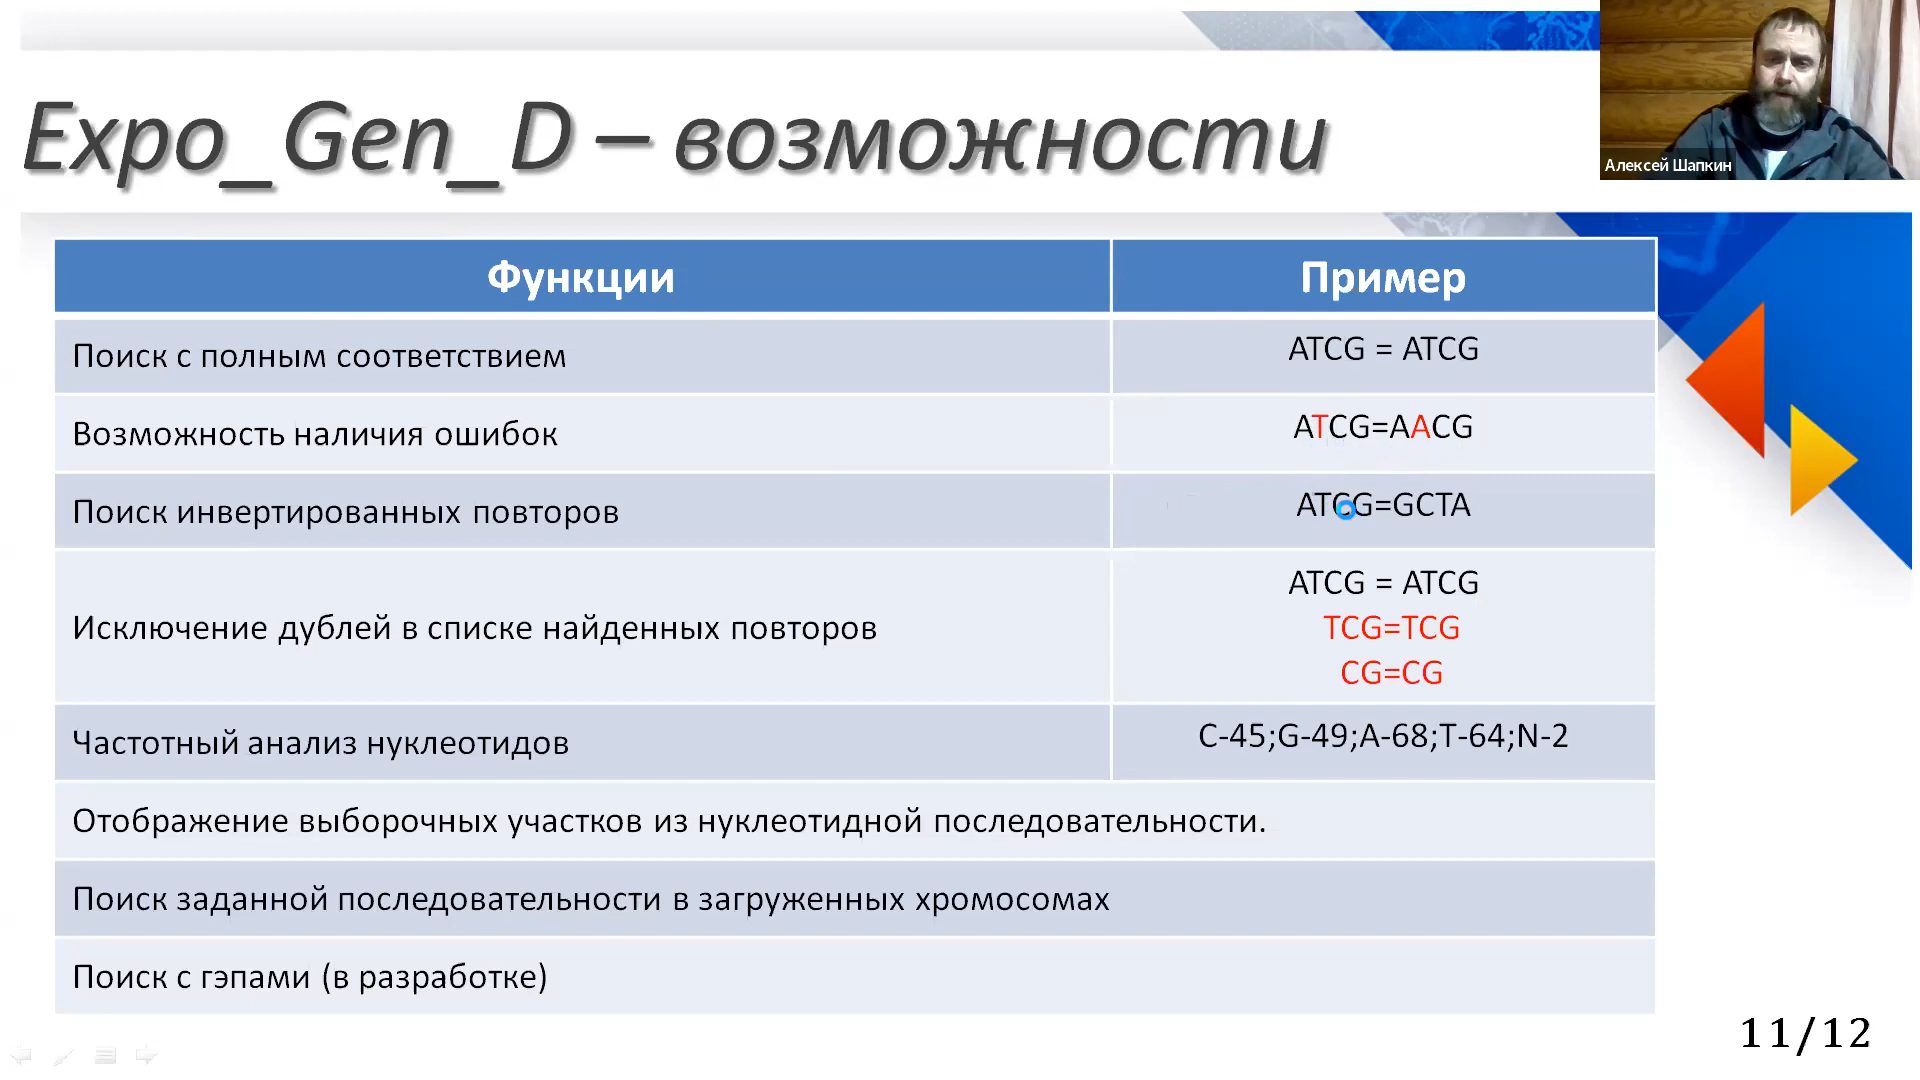 Expo_Gen_D – возможности
Алексей Шапкин
Функции
Пример
Поиск с полным соответствием
ATCG = ATCG
Возможность наличия ошибок
ATCG=AACG
Поиск инвертированных повторов
ATCG=GCTA
Исключение дублей в списке найденных повторов
ATCG = ATCG
TCG=TCG
CG=CG
Частотный анализ нуклеотидов
C-45;G-49;A-68;T-64;N-2
Отображение выборочных участков из нуклеотидной последовательности.
Поиск заданной последовательности в загруженных хромосомах
Поиск с гэпами (в разработке)
11/12